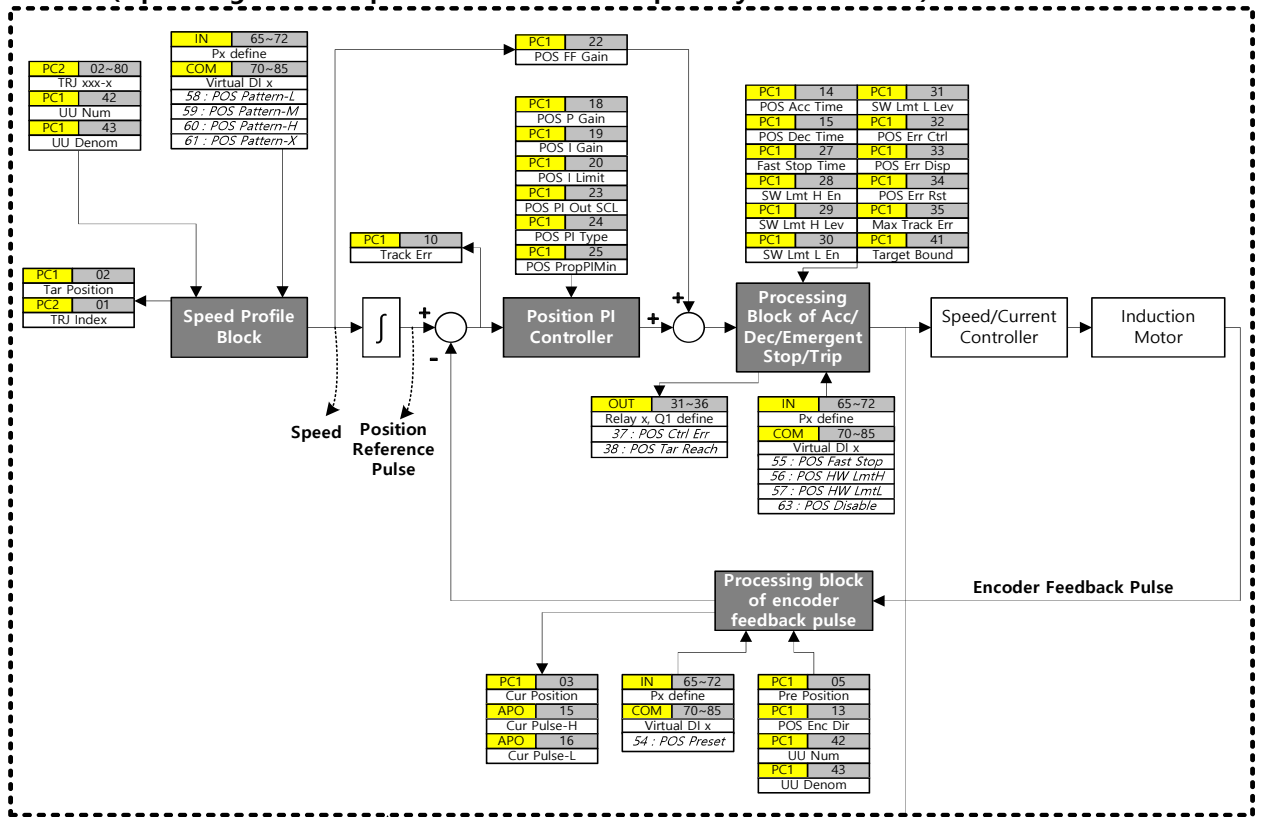 PC1 22
POS FF Gain
IN 65~72
Px define
COM 70~85
Virtual DI x
58 : POS Pattern-L
59 : POS Pattern-M
60 : POS Pattern-H
61 : POS Pattern-X
PC2 02~80
TRJ xxx-x
PC1 42
UU Num
PC1 43
UU Denom
PC1 18
POS P Gain
PC1 19
POS I Gain
PC1 20
POS I Limit
PC1 23
POS PI Out SCL
PC1 24
POS PI Type
PC1 25
POS PropPIMin
PC1 14 PC1 31
POS Acc Time SW Lmt L Lev
PC1 15 PC1 32
POS Dec Time POS Err Ctrl
PC1 27 PC1 33
Fast Stop Time POS Err Disp
PC1 28 PC1 34
SW Lmt H En POS Err Rst
PC1 29 PC1 35
SW Lmt H Lev Max Track Err
PC1 30 PC1 41
SW Lmt L En Target Bound
PC1 10
Track Err
PC1 02
Tar Position
PC2 01
TRJ Index
Speed Profile
Block
∫
+
-
Position PI
Controller
+
+
Processing
Block of Acc/
Dec/Emergent
Stop/Trip
Speed/Current
Controller
Induction
Motor
Speed
Position
Reference
Pulse
OUT 31~36
Relay x, Q1 define
37 : POS Ctrl Err
38 : POS Tar Reach
IN 65~72
Px define
COM 70~85
Virtual DI x
55 : POS Fast Stop
56 : POS HW LmtH
57 : POS HW LmtL
63 : POS Disable
Processing block
of encoder
feedback pulse
Encoder Feedback Pulse
PC1 03
Cur Position
APO 15
Cur Pulse-H
APO 16
Cur Pulse-L
IN 65~72
Px define
COM 70~85
Virtual DI x
54 : POS Preset
PC1 05
Pre Position
PC1 13
POS Enc Dir
PC1 42
UU Num
PC1 43
UU Denom